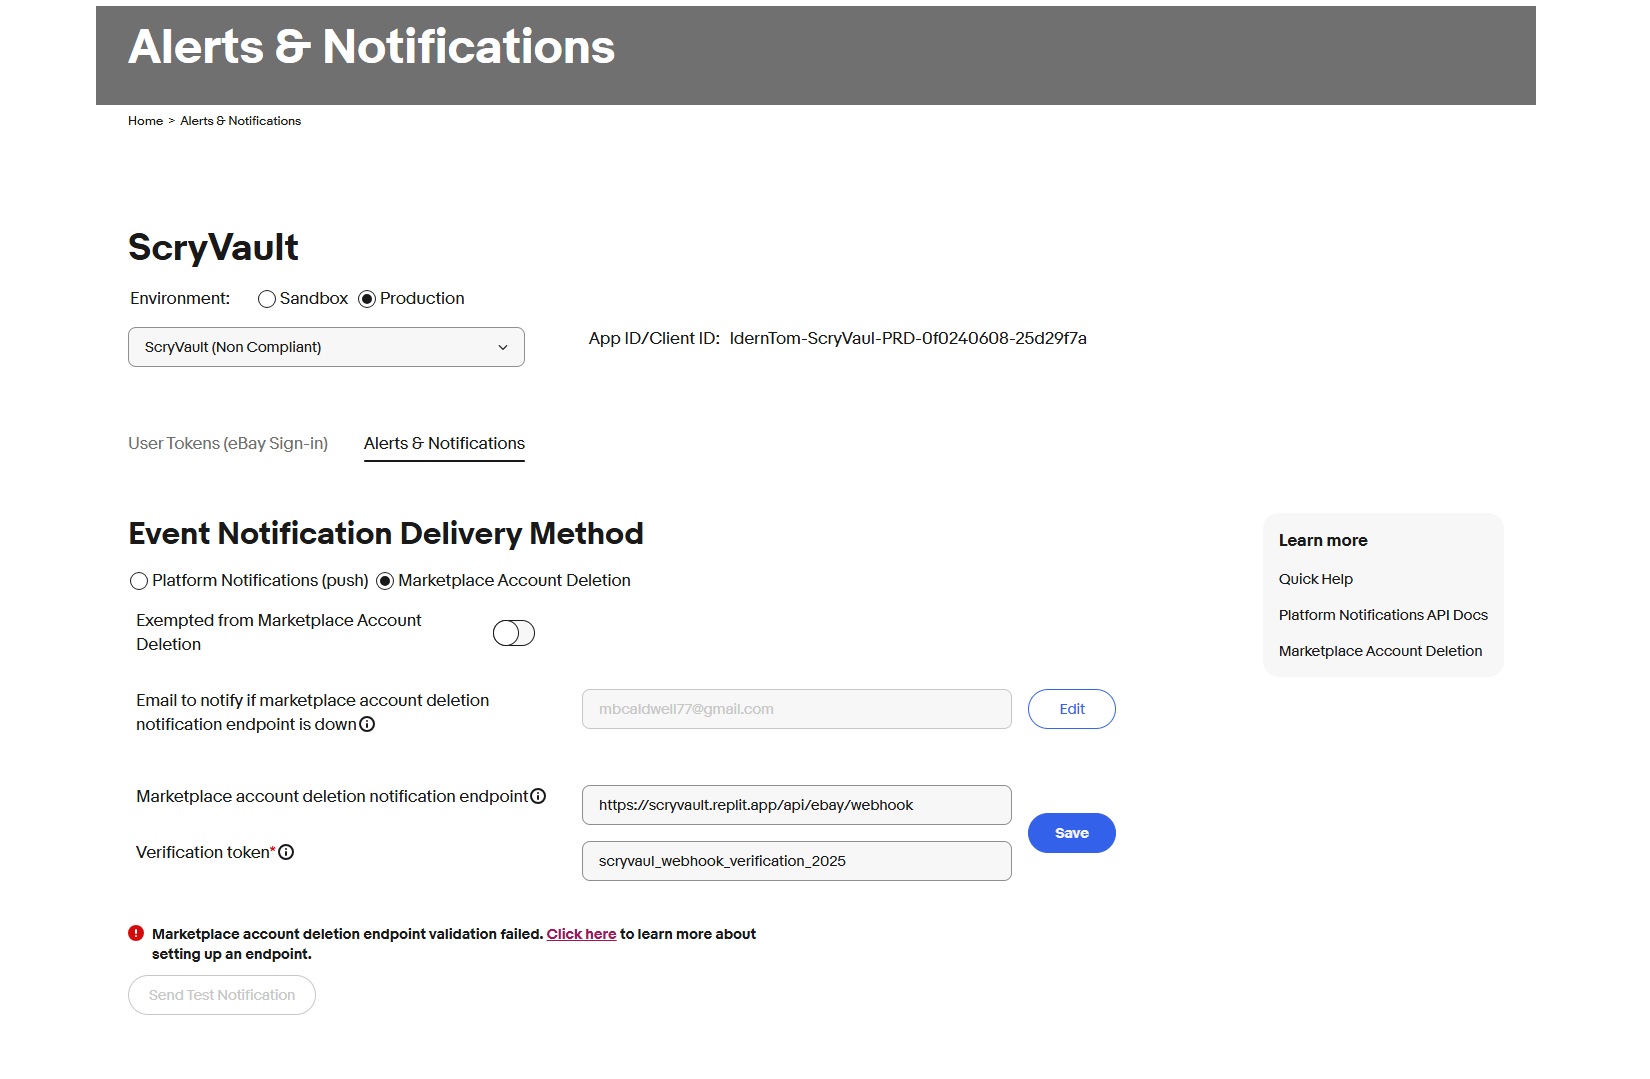 Alerts & Notifications
Home > Alerts & Notifications
ScryVault
Environment: Sandbox Production
ScryVault (Non Compliant)
App ID/Client ID: IdernTom-ScryVaul-PRD-0f0240608-25d29f7a
User Tokens (eBay Sign-in) Alerts & Notifications
Event Notification Delivery Method
Platform Notifications (push) Marketplace Account Deletion
Exempted from Marketplace Account
Deletion
Email to notify if marketplace account deletion
notification endpoint is down
mbcaldwell77@gmail.com
Edit
Marketplace account deletion notification endpoint
https://scryvault.replit.app/api/ebay/webhook
Save
Verification token*
scryvaul_webhook_verification_2025
Marketplace account deletion endpoint validation failed. Click here to learn more about
setting up an endpoint.
Send Test Notification
Learn more
Quick Help
Platform Notifications API Docs
Marketplace Account Deletion